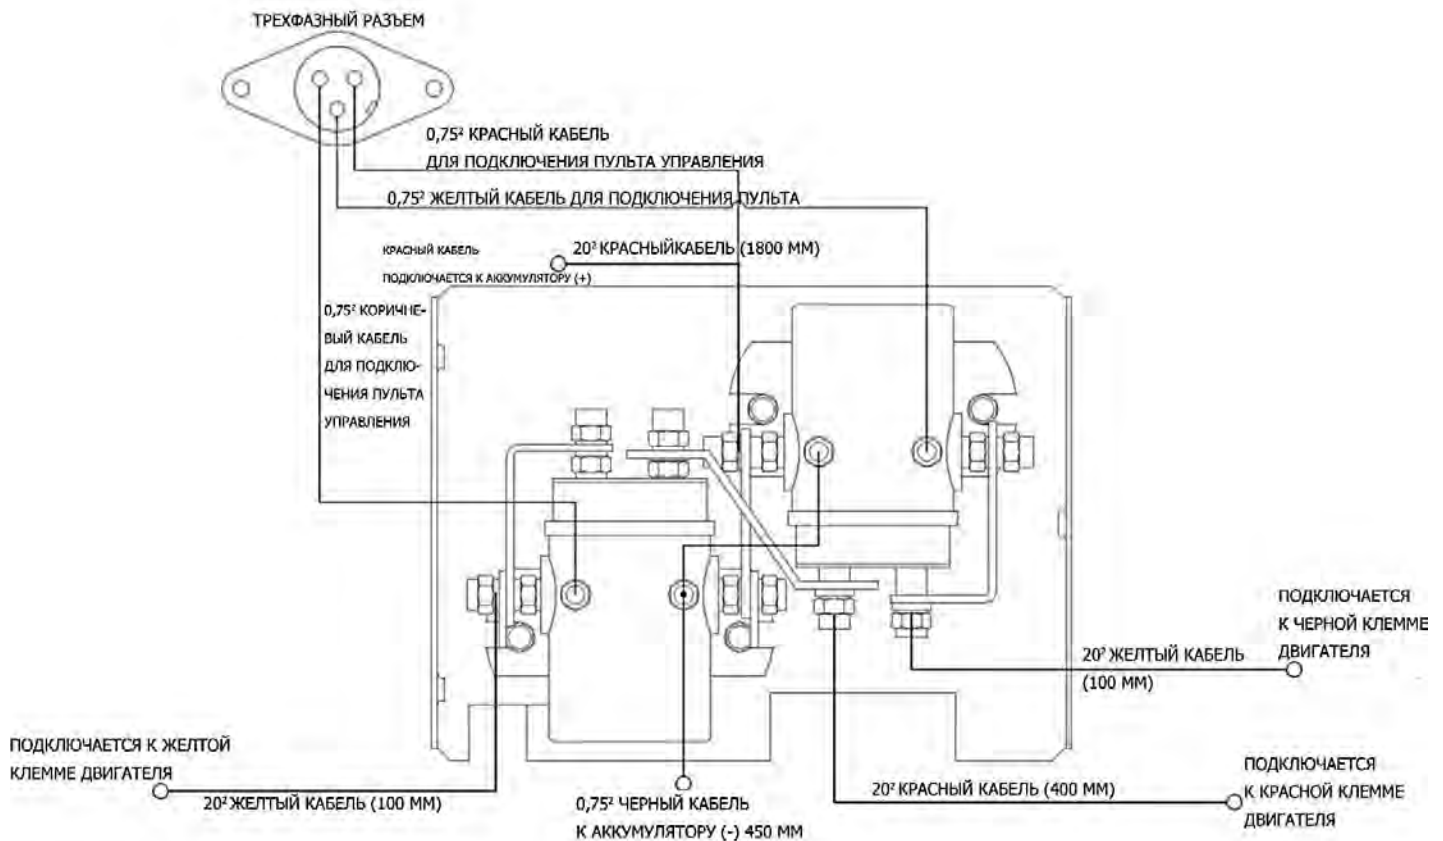 ТРЕХФАЗНЫЙ РАЗЪЕМ
0,75² КРАСНЫЙ КАБЕЛЬ
ДЛЯ ПОДКЛЮЧЕНИЯ ПУЛЬТА УПРАВЛЕНИЯ
0,75² ЖЕЛТЫЙ КАБЕЛЬ ДЛЯ ПОДКЛЮЧЕНИЯ ПУЛЬТА
КРАСНЫЙ КАБЕЛЬ
ПОДКЛЮЧАЕТСЯ К АККУМУЛЯТОРУ (+)
20² КРАСНЫЙКАБЕЛЬ (1800 ММ)
0,75² КОРИЧНЕ-
ВЫЙ КАБЕЛЬ
ДЛЯ ПОДКЛЮ-
ЧЕНИЯ ПУЛЬТА
УПРАВЛЕНИЯ
ПОДКЛЮЧАЕТСЯ
К ЧЕРНОЙ КЛЕММЕ
ДВИГАТЕЛЯ
20² ЖЕЛТЫЙ КАБЕЛЬ
(100 ММ)
ПОДКЛЮЧАЕТСЯ К ЖЕЛТОЙ
КЛЕММЕ ДВИГАТЕЛЯ
20² ЖЕЛТЫЙ КАБЕЛЬ (100 ММ)
0,75² ЧЕРНЫЙ КАБЕЛЬ
К АККУМУЛЯТОРУ (-) 450 ММ
20² КРАСНЫЙ КАБЕЛЬ (400 ММ)
ПОДКЛЮЧАЕТСЯ
К КРАСНОЙ КЛЕММЕ
ДВИГАТЕЛЯ